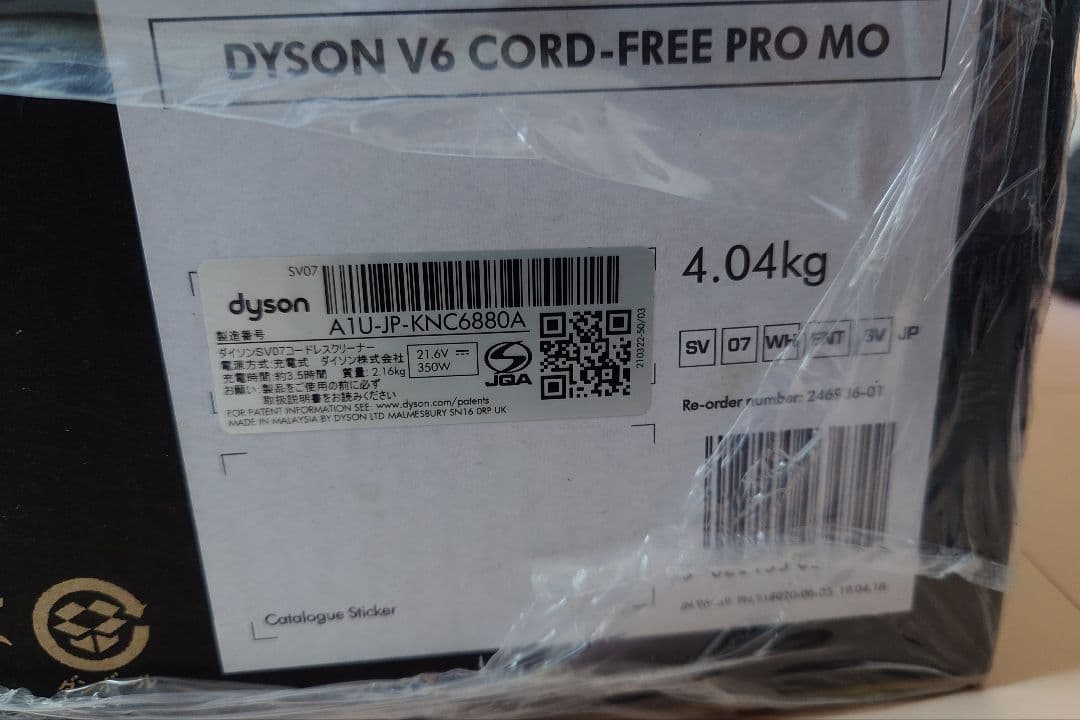 DYSON V6 CORD-FREE PRO MO
SV07
dyson
A1U-JP-KNC6880A
製造番号
ダイソンSV07コードレスクリーナー
電源方式:充電式 ダイソン株式会社
充電時間:約3.5時間 質量:2.16kg
お願い:製品をご使用の前に必ず
取扱説明書をお読みください
21.6V
350W
JQA
210322-50/03
FOR PATENT INFORMATION SEE: www.dyson.com/patents
MADE IN MALAYSIA BY DYSON LTD MALMESBURY SN16 0RP UK
4.04kg
SV 07 WH ENT SV JP
Re-order number:
Catalogue Sticker